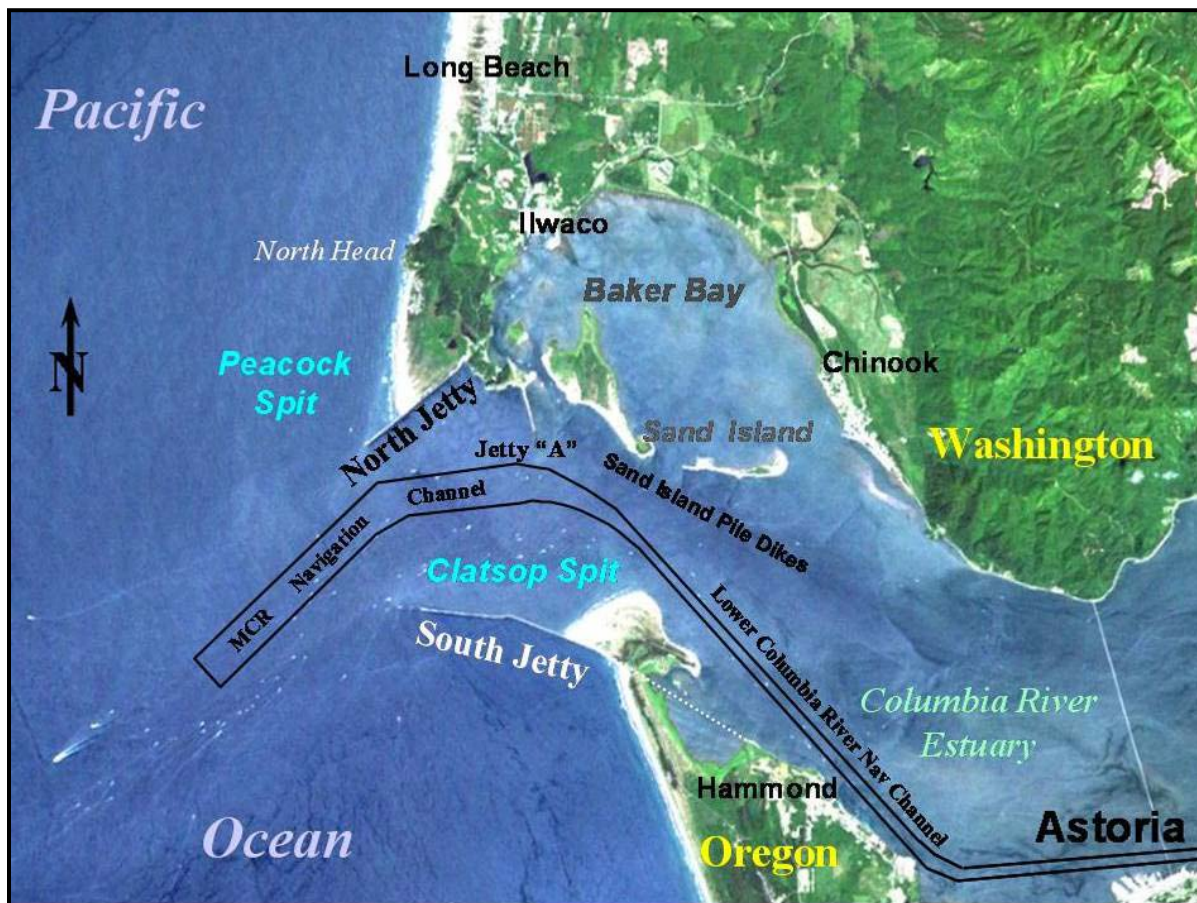 Long Beach
Pacific
Ilwaco
North Head
Baker Bay
N
Peacock
Spit
Chinook
North Jetty
Sand Island
Washington
Jetty “A”
Channel
Sand Island Pile Dikes
Navigation
MCR
Clatsop Spit
South Jetty
Lower Columbia River Nav Channel
Columbia River
Estuary
Hammond
Ocean
Oregon
Astoria